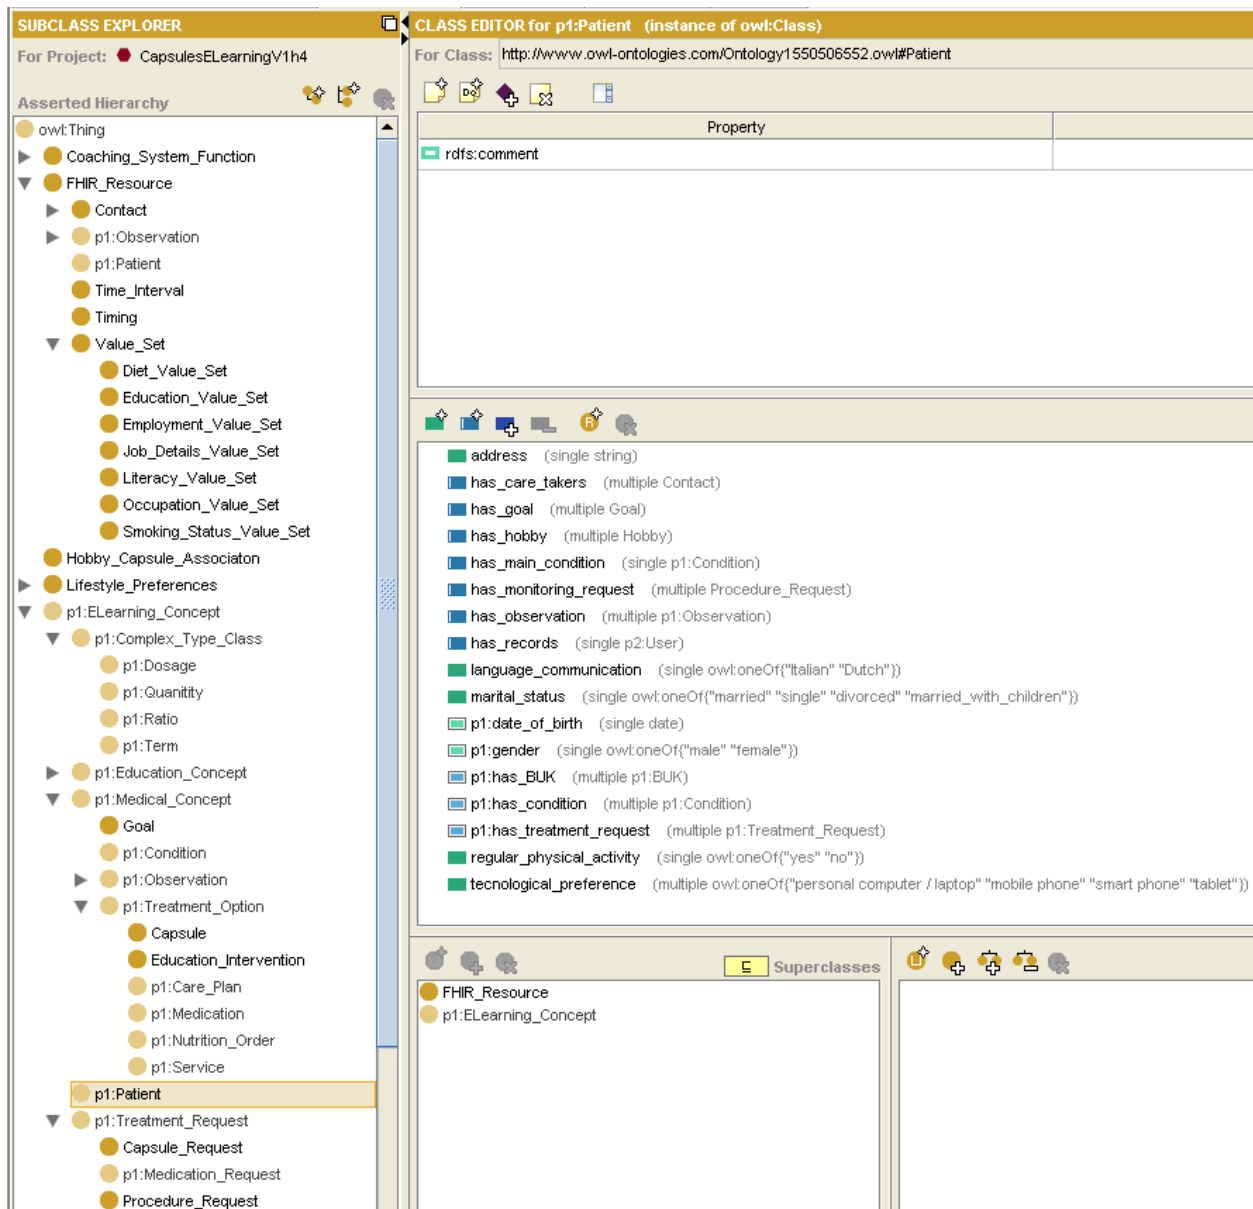 SUBCLASS EXPLORER
For Project: CapsulesELearningV1h4
Asserted Hierarchy
owl:Thing
Coaching_System_Function
FHIR_Resource
Contact
p1:Observation
p1:Patient
Time_Interval
Timing
Value_Set
Diet_Value_Set
Education_Value_Set
Employment_Value_Set
Job_Details_Value_Set
Literacy_Value_Set
Occupation_Value_Set
Smoking_Status_Value_Set
Hobby_Capsule_Associaton
Lifestyle_Preferences
p1:ELearning_Concept
p1:Complex_Type_Class
p1:Dosage
p1:Quanitity
p1:Ratio
p1:Term
p1:Education_Concept
p1:Medical_Concept
Goal
p1:Condition
p1:Observation
p1:Treatment_Option
Capsule
Education_Intervention
p1:Care_Plan
p1:Medication
p1:Nutrition_Order
p1:Service
p1:Patient
p1:Treatment_Request
Capsule_Request
p1:Medication_Request
Procedure_Request
CLASS EDITOR for p1:Patient (instance of owl:Class)
For Class: http://www.owl-ontologies.com/Ontology1550506552.owl#Patient
Property
rdfs:comment
address (single string)
has_care_takers (multiple Contact)
has_goal (multiple Goal)
has_hobby (multiple Hobby)
has_main_condition (single p1:Condition)
has_monitoring_request (multiple Procedure_Request)
has_observation (multiple p1:Observation)
has_records (single p2:User)
language_communication (single owl:oneOf{"Italian" "Dutch"})
marital_status (single owl:oneOf{"married" "single" "divorced" "married_with_children"})
p1:date_of_birth (single date)
p1:gender (single owl:oneOf{"male" "female"})
p1:has_BUK (multiple p1:BUK)
p1:has_condition (multiple p1:Condition)
p1:has_treatment_request (multiple p1:Treatment_Request)
regular_physical_activity (single owl:oneOf{"yes" "no"})
tecnological_preference (multiple owl:oneOf{"personal computer / laptop" "mobile phone" "smart phone" "tablet"})
Superclasses
FHIR_Resource
p1:ELearning_Concept